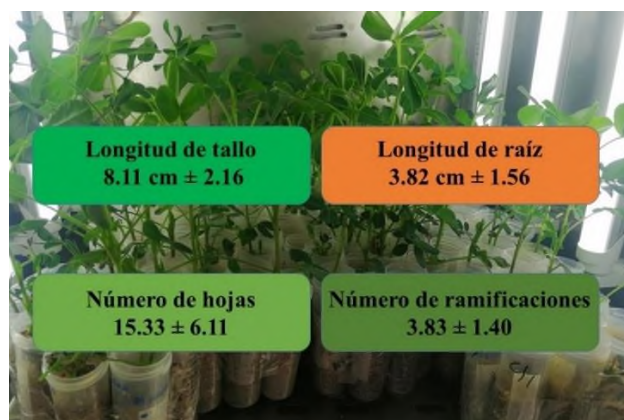 Longitud de tallo
8.11 cm ± 2.16
Longitud de raíz
3.82 cm ± 1.56
Número de hojas
15.33 ± 6.11
Número de ramificaciones
3.83 ± 1.40